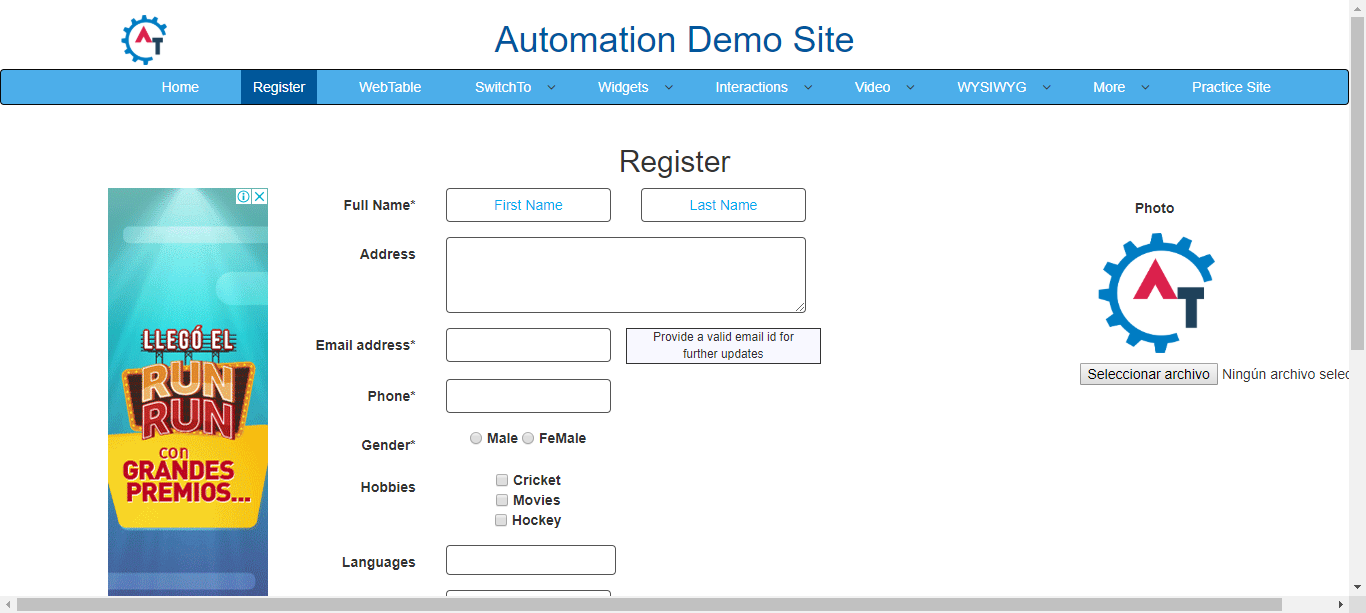 AT
Automation Demo Site
Home Register WebTable SwitchTo Widgets Interactions Video WYSIWYG More Practice Site
Register
Full Name* First Name Last Name
Address
Email address* Provide a valid email id for
further updates
Phone*
Gender* Male FeMale
Hobbies Cricket
Movies
Hockey
Languages
LLEGÓ EL
RUN
RUN
con
GRANDES
PREMIOS...
Photo
AT
Seleccionar archivo Ningún archivo selec